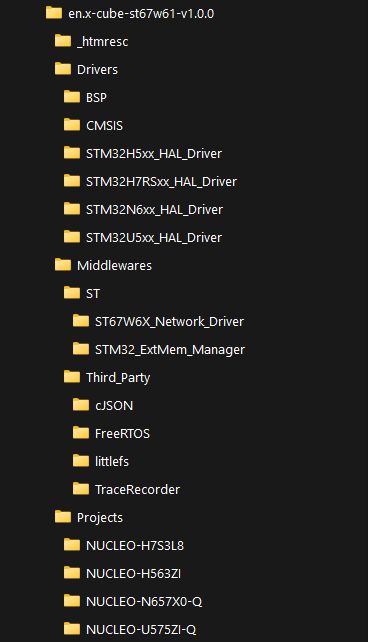 en.x-cube-st67w61-v1.0.0
_htmresc
Drivers
BSP
CMSIS
STM32H5xx_HAL_Driver
STM32H7RSxx_HAL_Driver
STM32N6xx_HAL_Driver
STM32U5xx_HAL_Driver
Middlewares
ST
ST67W6X_Network_Driver
STM32_ExtMem_Manager
Third_Party
cJSON
FreeRTOS
littlefs
TraceRecorder
Projects
NUCLEO-H7S3L8
NUCLEO-H563ZI
NUCLEO-N657X0-Q
NUCLEO-U575ZI-Q